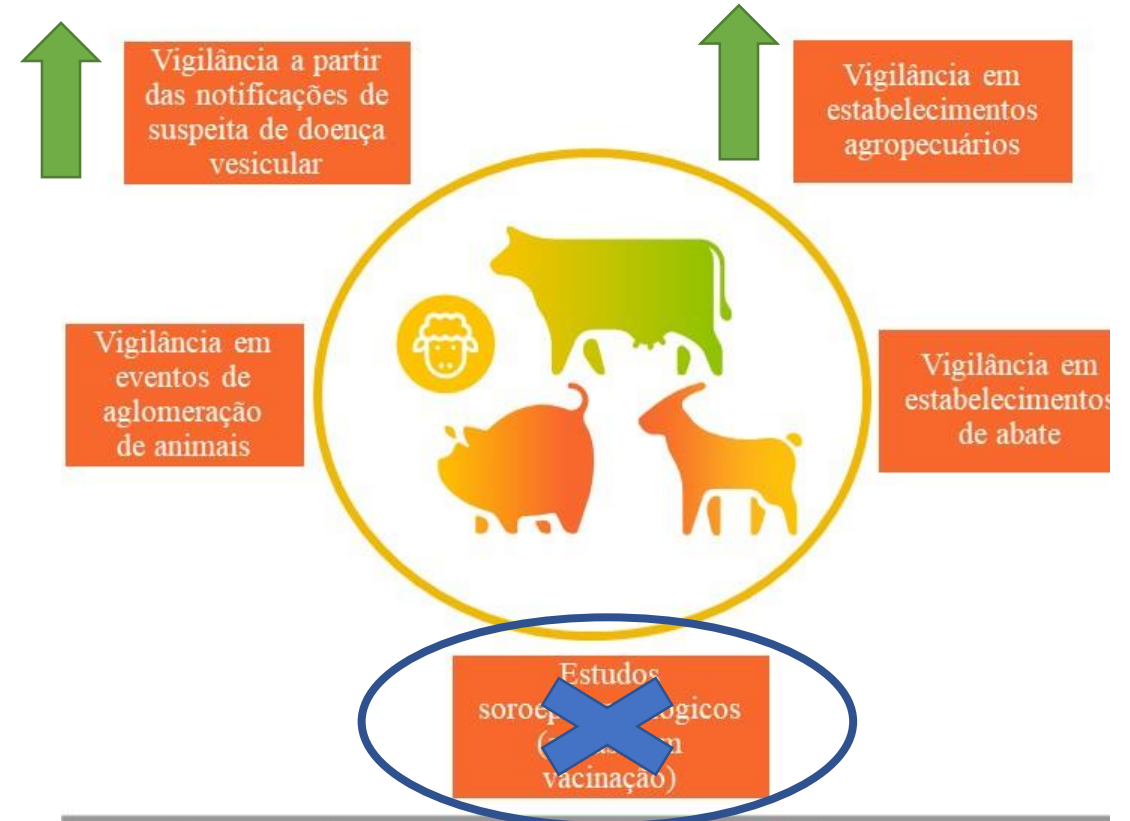 Vigilância a partir
das notificações de
suspeita de doença
vesicular
Vigilância em
estabelecimentos
agropecuários
Vigilância em
eventos de
aglomeração
de animais
Vigilância em
estabelecimentos
de abate
Estudos
vacinação)